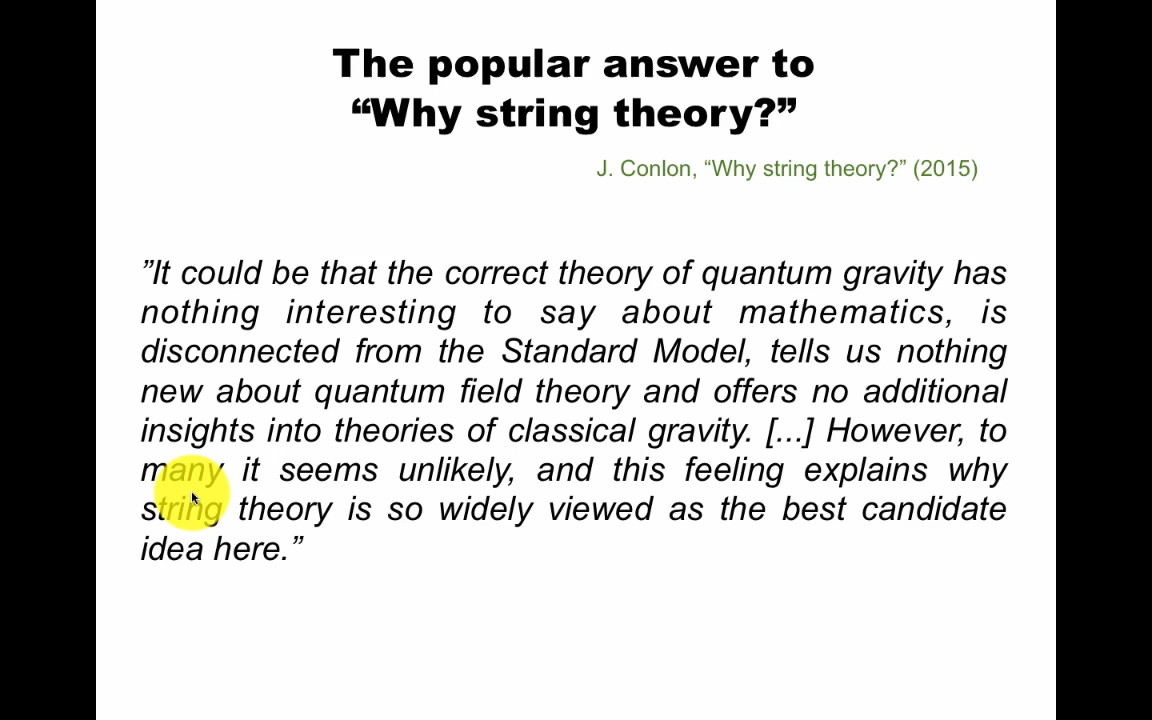 The popular answer to
“Why string theory?”
J. Conlon, “Why string theory?” (2015)
”It could be that the correct theory of quantum gravity has
nothing interesting to say about mathematics, is
disconnected from the Standard Model, tells us nothing
new about quantum field theory and offers no additional
insights into theories of classical gravity. [...] However, to
many it seems unlikely, and this feeling explains why
string theory is so widely viewed as the best candidate
idea here.”